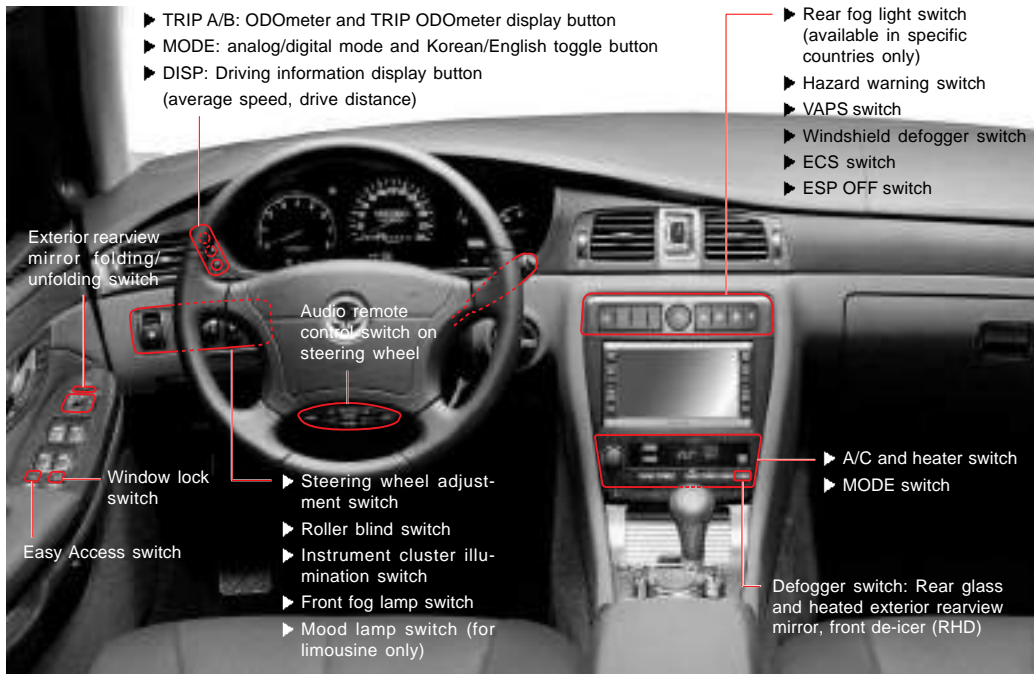 ▶ TRIP A/B: ODOmeter and TRIP ODOmeter display button
▶ MODE: analog/digital mode and Korean/English toggle button
▶ DISP: Driving information display button
(average speed, drive distance)
▶ Rear fog light switch
(available in specific
countries only)
▶ Hazard warning switch
▶ VAPS switch
▶ Windshield defogger switch
▶ ECS switch
▶ ESP OFF switch
Exterior rearview
mirror folding/
unfolding switch
Audio remote
control switch on
steering wheel
Window lock
switch
Easy Access switch
▶ Steering wheel adjust-
ment switch
▶ Roller blind switch
▶ Instrument cluster illu-
mination switch
▶ Front fog lamp switch
▶ Mood lamp switch (for
limousine only)
▶ A/C and heater switch
▶ MODE switch
Defogger switch: Rear glass
and heated exterior rearview
mirror, front de-icer (RHD)